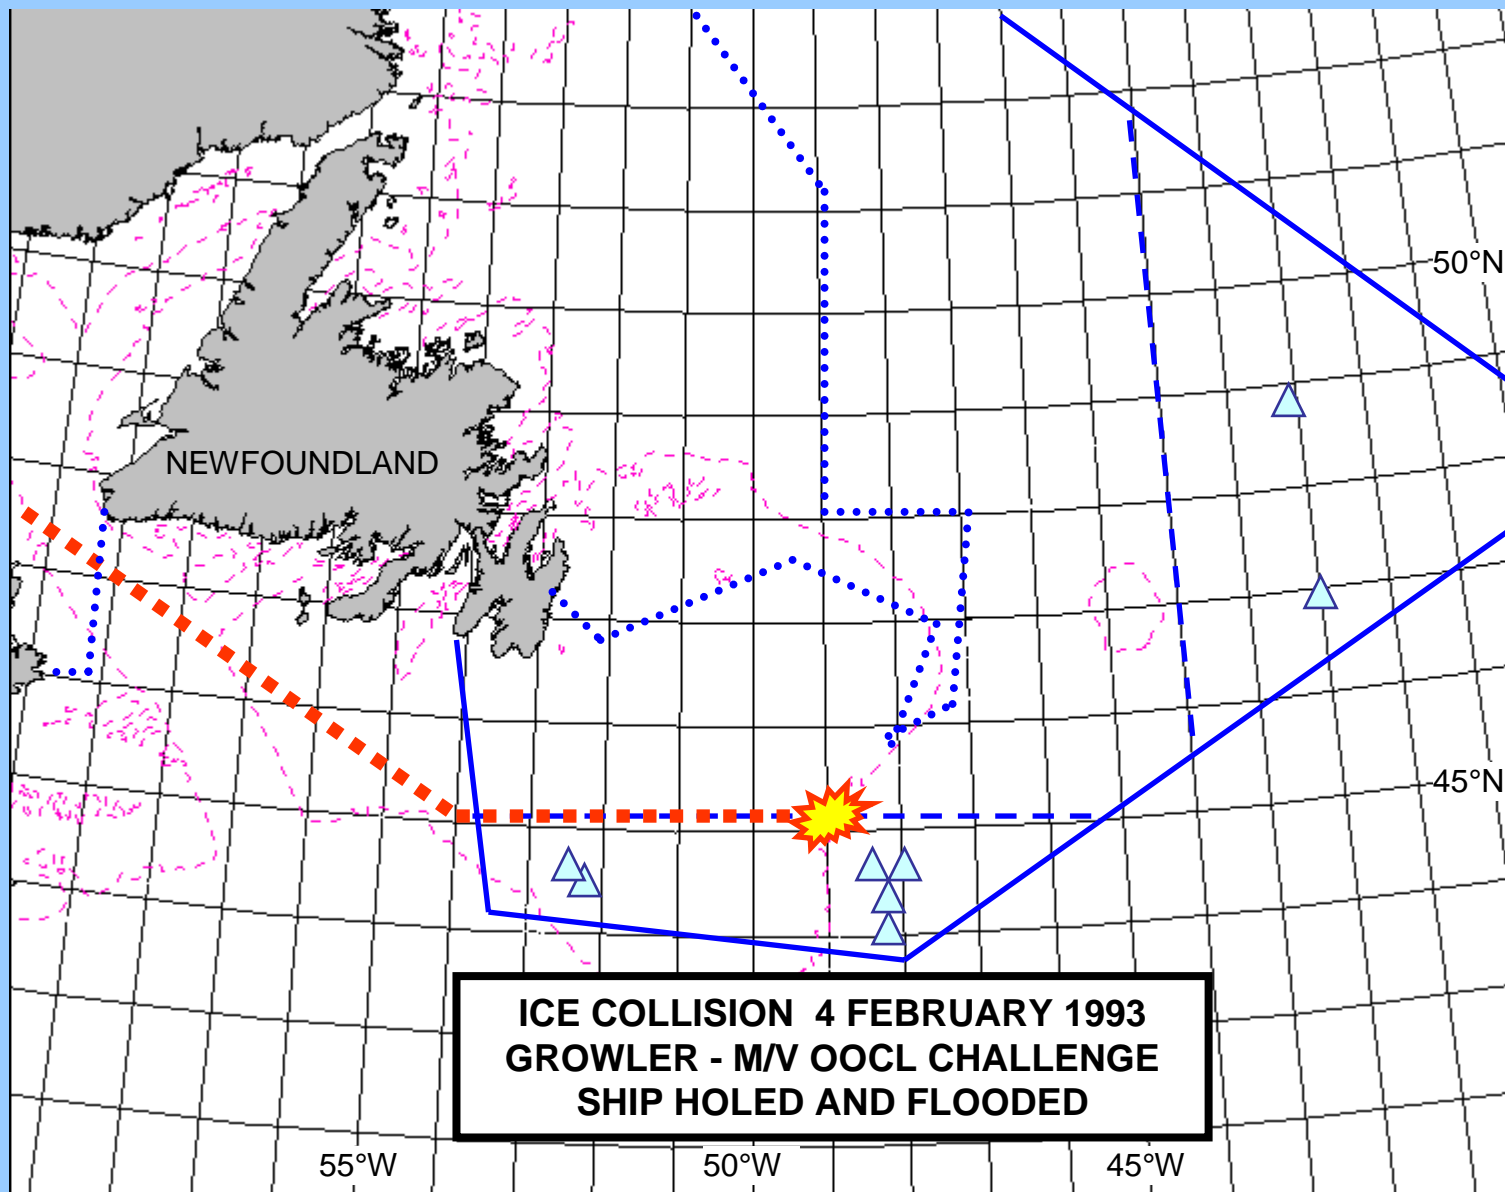 50°N
NEWFOUNDLAND
45°N
ICE COLLISION  4 FEBRUARY 1993
GROWLER - M/V OOCL CHALLENGE
SHIP HOLED AND FLOODED
55°W
50°W
45°W